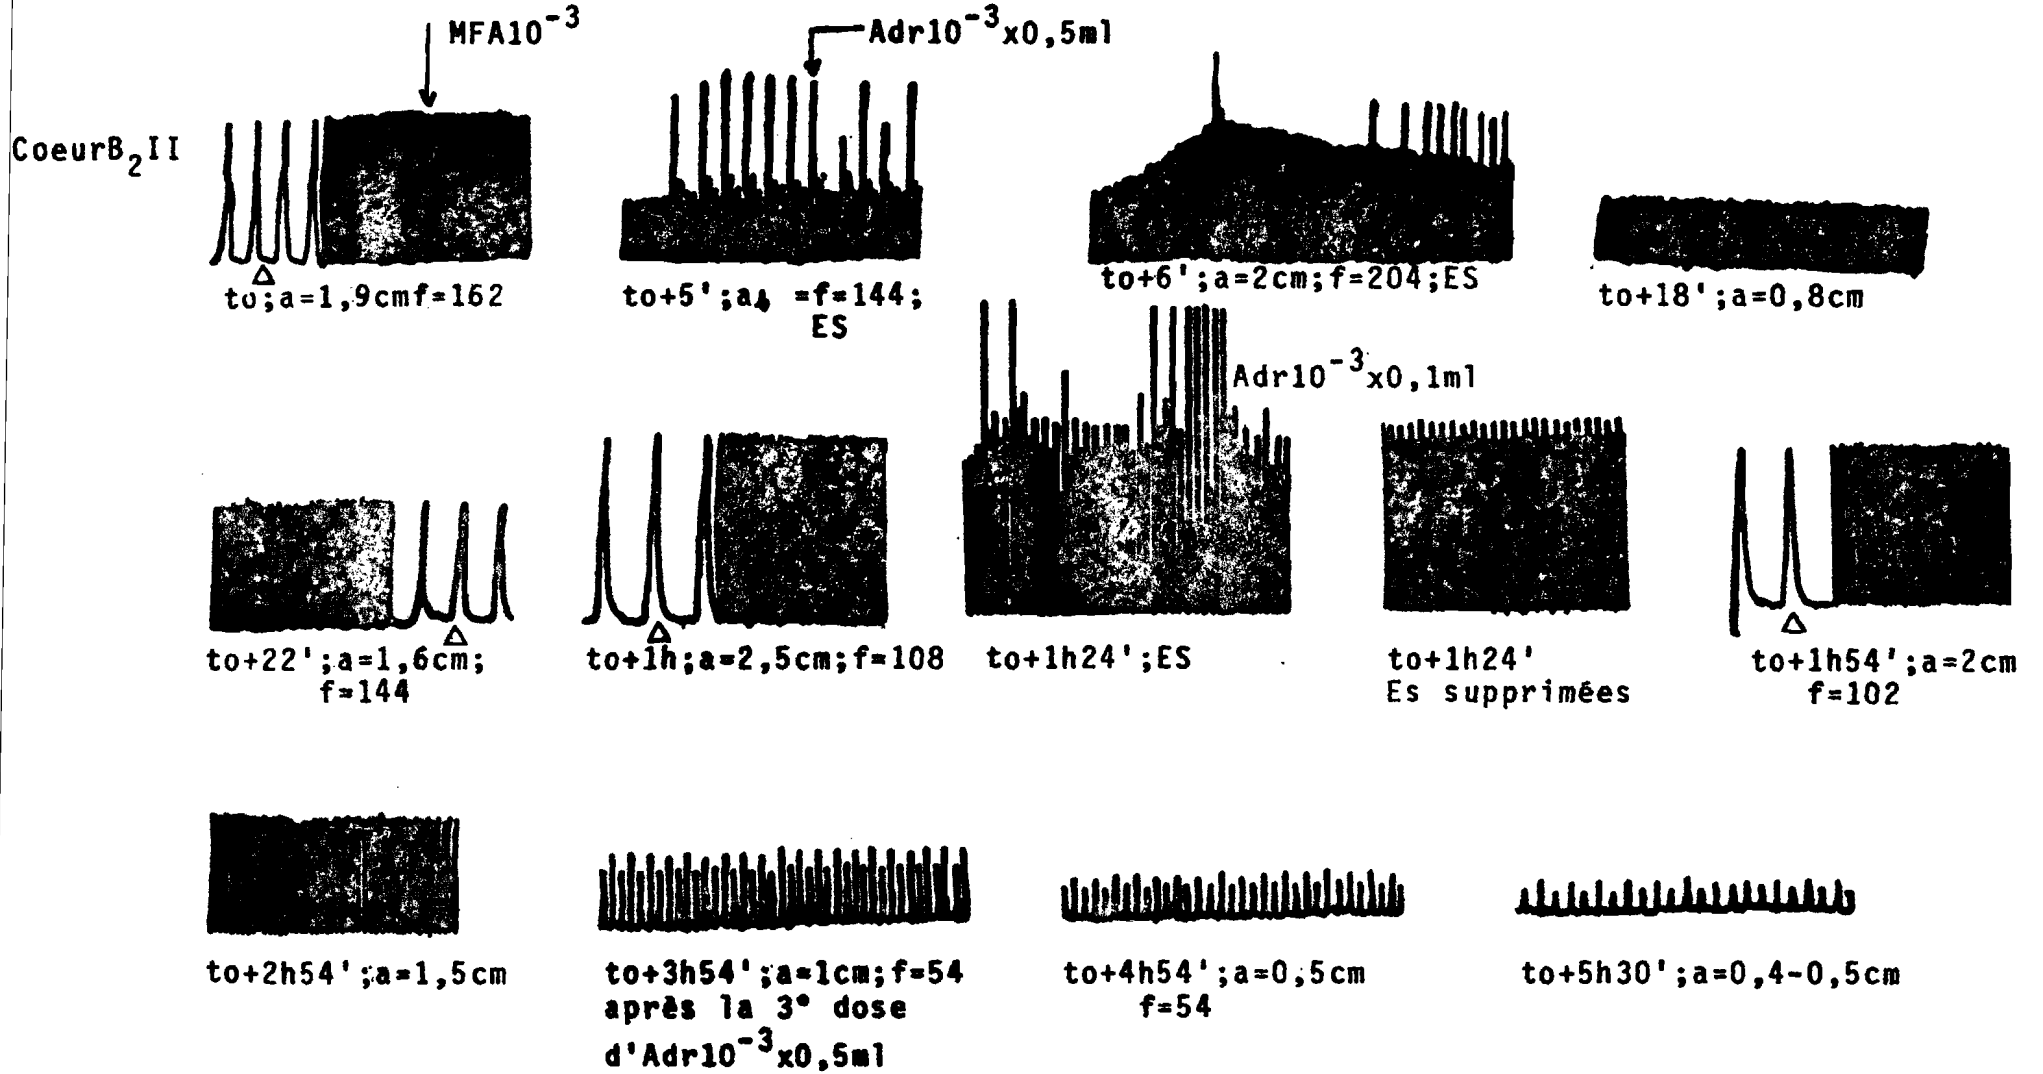 MFA10⁻³
Adr10⁻³x0,5ml
CoeurB₂II
to;a=1,9cmf=162
to+5';a =f=144;
ES
to+6';a=2cm;f=204;ES
to+18';a=0,8cm
Adr10⁻³x0,1ml
to+22';a=1,6cm;
f=144
to+1h;a=2,5cm;f=108
to+1h24';ES
to+1h24'
Es supprimées
to+1h54';a=2cm
f=102
to+2h54';a=1,5cm
to+3h54';a=1cm;f=54
après la 3° dose
d'Adr10⁻³x0,5ml
to+4h54';a=0,5cm
f=54
to+5h30';a=0,4-0,5cm